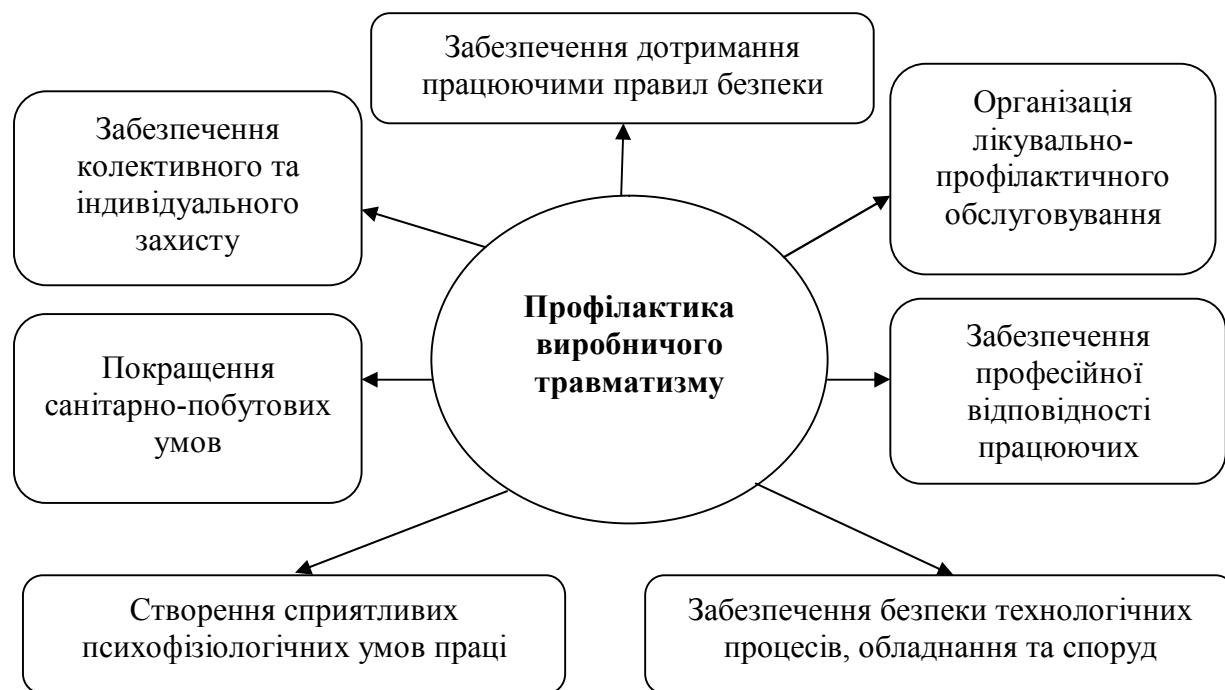 Забезпечення дотримання
працюючими правил безпеки
Забезпечення
колективного та
індивідуального
захисту
Організація
лікувально-
профілактичного
обслуговування
Профілактика
виробничого
травматизму
Покращення
санітарно-побутових
умов
Забезпечення
професійної
відповідності
працюючих
Створення сприятливих
психофізіологічних умов праці
Забезпечення безпеки технологічних
процесів, обладнання та споруд